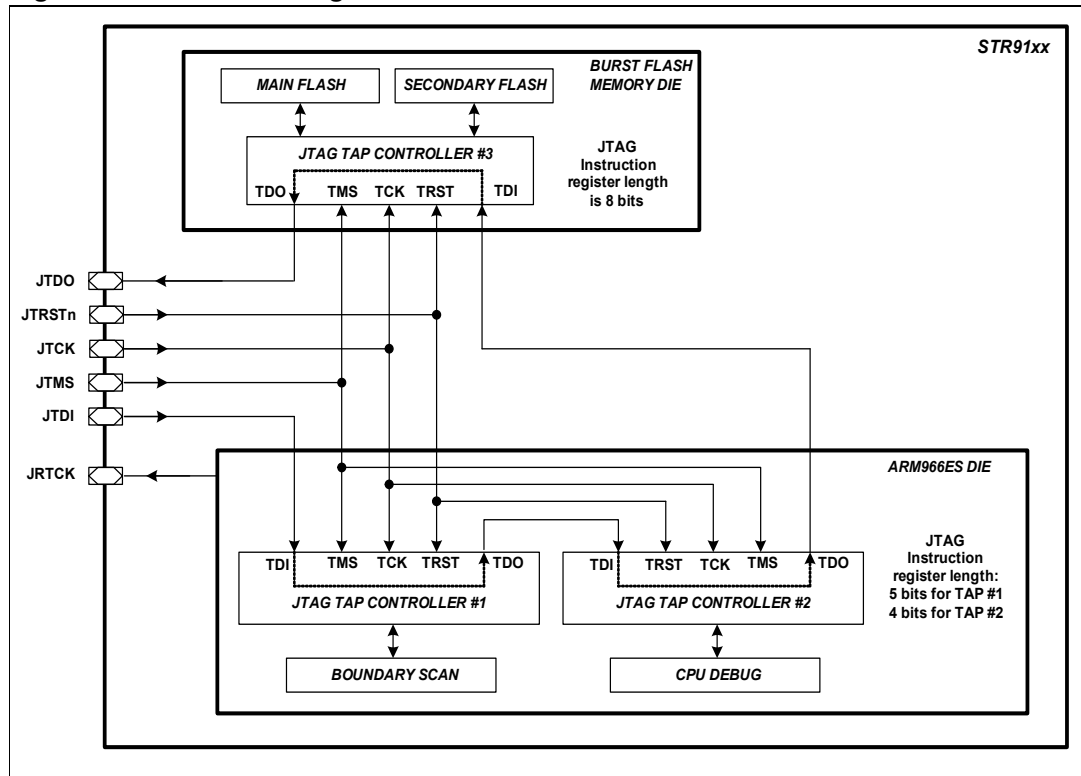 STR91xx
BURST FLASH
MEMORY DIE
MAIN FLASH
SECONDARY FLASH
JTAG TAP CONTROLLER #3
TDO TMS TCK TRST TDI
JTAG
Instruction
register length
is 8 bits
JTDO
JTRSTn
JTCK
JTMS
JTDI
JRTCK
ARM966ES DIE
TDI TMS TCK TRST TDO
JTAG TAP CONTROLLER #1
BOUNDARY SCAN
TDI TRST TCK TMS TDO
JTAG TAP CONTROLLER #2
CPU DEBUG
JTAG
Instruction
register length:
5 bits for TAP #1
4 bits for TAP #2